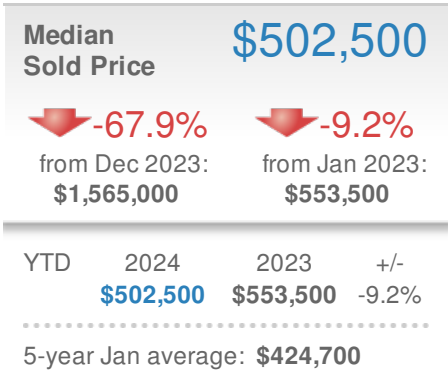 Median
Sold Price
$502,500
-67.9% -9.2%
from Dec 2023: from Jan 2023:
$1,565,000 $553,500
YTD 2024 2023 +/-
$502,500 $553,500 -9.2%
5-year Jan average: $424,700